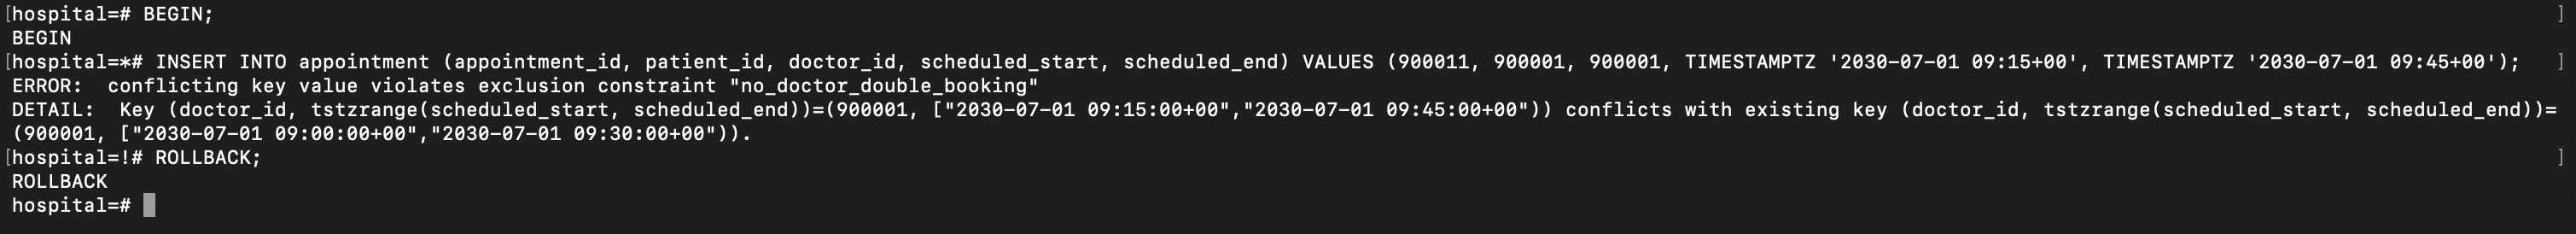 [hospital=# BEGIN; ]
BEGIN
[hospital=*# INSERT INTO appointment (appointment_id, patient_id, doctor_id, scheduled_start, scheduled_end) VALUES (900011, 900001, 900001, TIMESTAMPTZ '2030-07-01 09:15+00', TIMESTAMPTZ '2030-07-01 09:45+00'); ]
ERROR:  conflicting key value violates exclusion constraint "no_doctor_double_booking"
DETAIL:  Key (doctor_id, tstzrange(scheduled_start, scheduled_end))=(900001, ["2030-07-01 09:15:00+00","2030-07-01 09:45:00+00")) conflicts with existing key (doctor_id, tstzrange(scheduled_start, scheduled_end))=
(900001, ["2030-07-01 09:00:00+00","2030-07-01 09:30:00+00")).
[hospital=!# ROLLBACK; ]
ROLLBACK
hospital=#